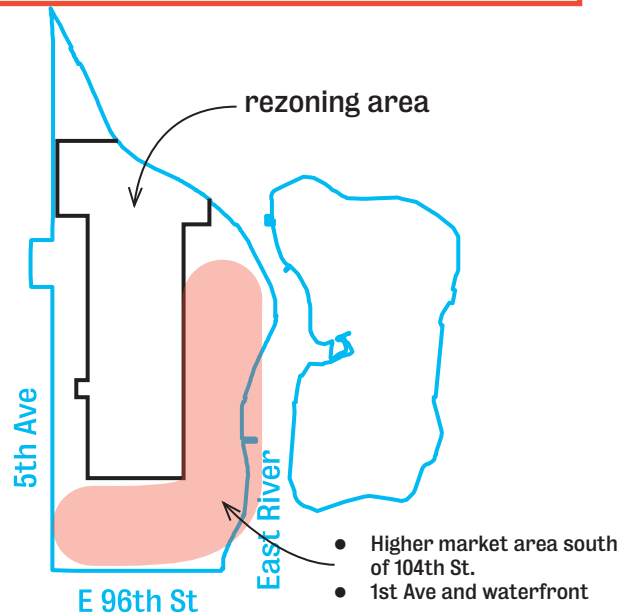 rezoning area
5th Ave
East River
● Higher market area south
of 104th St.
● 1st Ave and waterfront
E 96th St